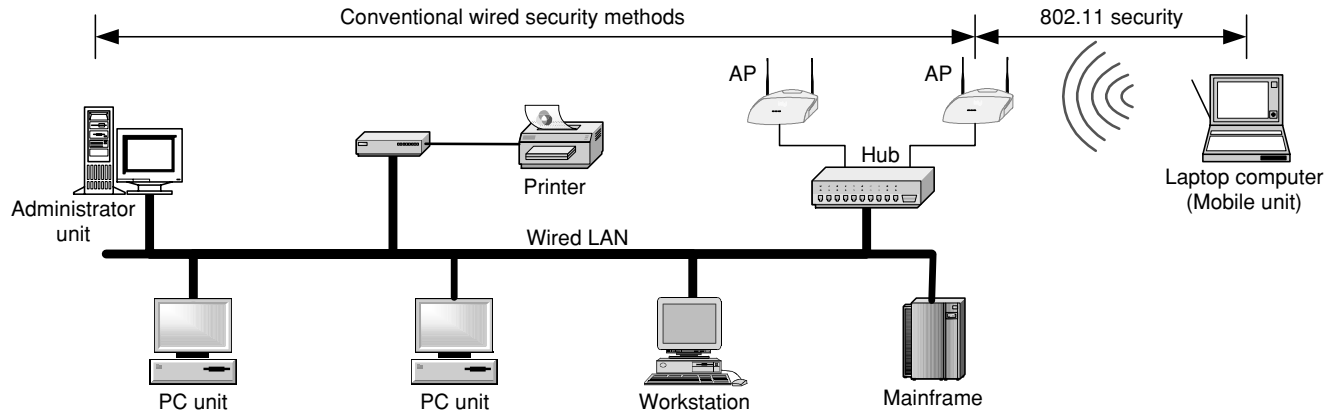 Conventional wired security methods
802.11 security
AP
AP
Hub
Printer
Laptop computer
(Mobile unit)
Administrator
unit
Wired LAN
PC unit
PC unit
Workstation
Mainframe